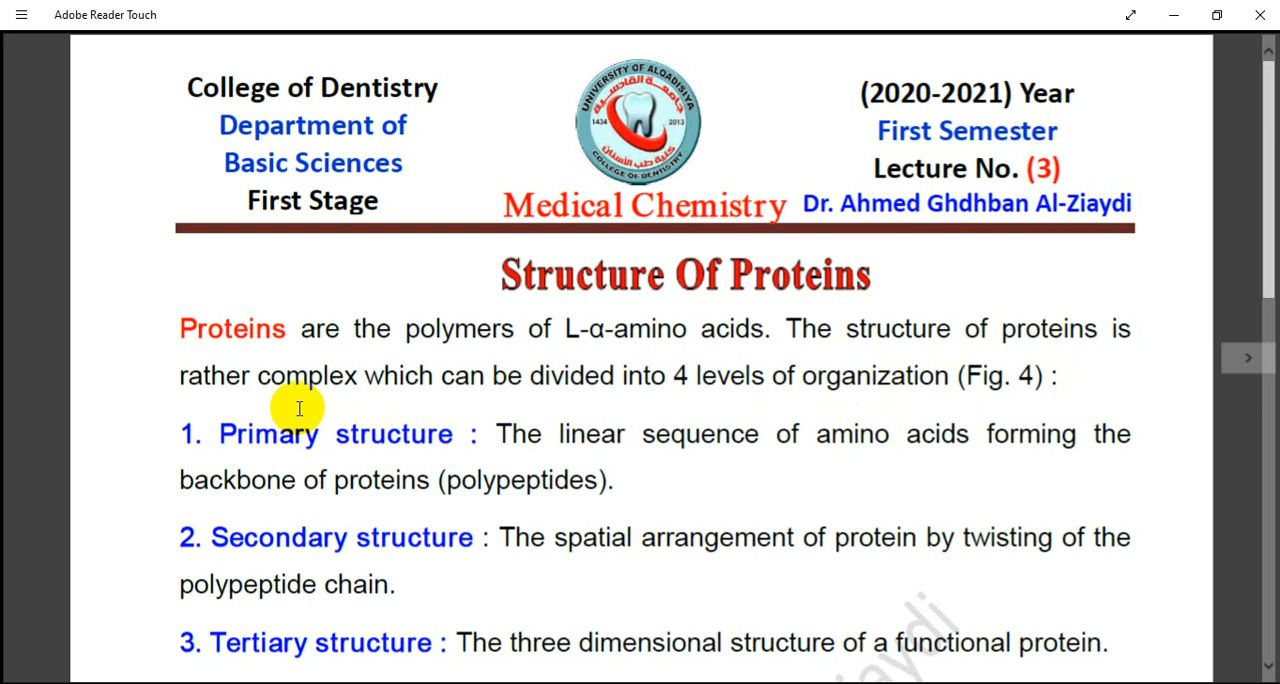 Adobe Reader Touch
College of Dentistry
Department of
Basic Sciences
First Stage
UNIVERSITY OF ALQADISIYA
جامعة القادسية
1434
2013
كلية طب الأسنان
COLLEGE OF DENTISTRY
Medical Chemistry
(2020-2021) Year
First Semester
Lecture No. (3)
Dr. Ahmed Ghdhban Al-Ziaydi
Structure Of Proteins
Proteins are the polymers of L-α-amino acids. The structure of proteins is
rather complex which can be divided into 4 levels of organization (Fig. 4) :
1. Primary structure : The linear sequence of amino acids forming the
backbone of proteins (polypeptides).
2. Secondary structure : The spatial arrangement of protein by twisting of the
polypeptide chain.
3. Tertiary structure : The three dimensional structure of a functional protein.